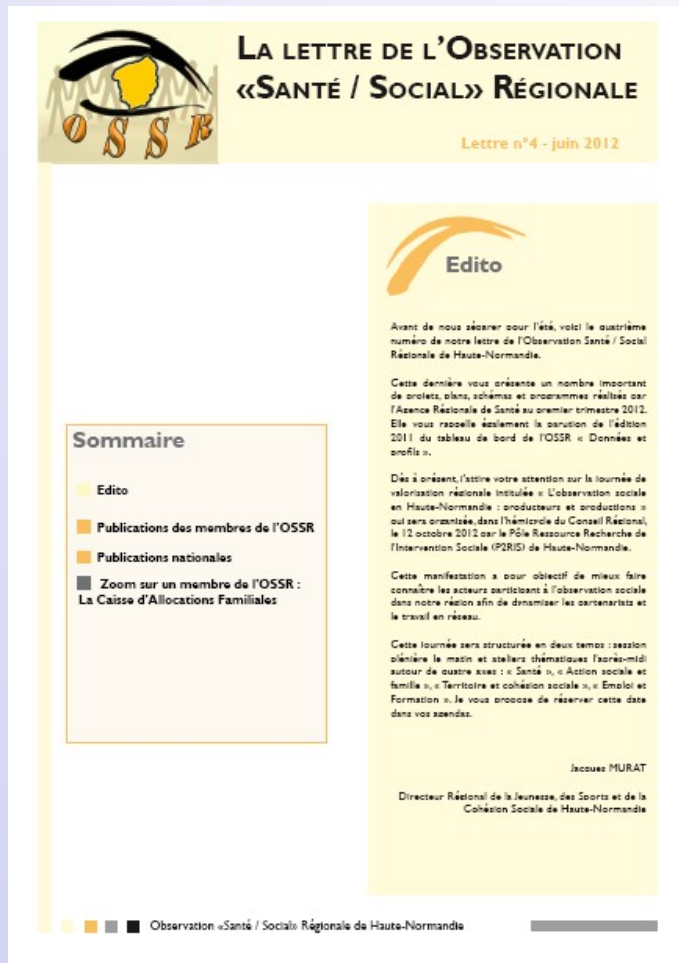 LA LETTRE DE L'OBSERVATION
«SANTÉ / SOCIAL» RÉGIONALE
OSSR
Lettre n°4 - juin 2012
Sommaire
Edito
Publications des membres de l'OSSR
Publications nationales
Zoom sur un membre de l'OSSR :
La Caisse d'Allocations Familiales
Edito
Avant de nous séparer pour l'été, voici le quatrième
numéro de notre lettre de l'Observation Santé / Social
Régionale de Haute-Normandie.
Cette dernière vous présente un nombre important
de projets, plans, schémas et programmes réalisés par
l'Agence Régionale de Santé au premier trimestre 2012.
Elle vous rappelle également la parution de l'édition
2011 du tableau de bord de l'OSSR « Données et
profils ».
Dès à présent, j'attire votre attention sur la journée de
valorisation régionale intitulée « L'observation sociale
en Haute-Normandie : producteurs et productions »
qui sera organisée, dans l'hémicycle du Conseil Régional,
le 12 octobre 2012 par le Pôle Ressource Recherche de
l'Intervention Sociale (P2RIS) de Haute-Normandie.
Cette manifestation a pour objectif de mieux faire
connaître les acteurs participant à l'observation sociale
dans notre région afin de dynamiser les partenariats et
le travail en réseau.
Cette journée sera structurée en deux temps : session
plénière le matin et ateliers thématiques l'après-midi
autour de quatre axes : « Santé », « Action sociale et
famille », « Territoire et cohésion sociale », « Emploi et
Formation ». Je vous propose de réserver cette date
dans vos agendas.
Jacques MURAT
Directeur Régional de la Jeunesse, des Sports et de la
Cohésion Sociale de Haute-Normandie
Observation «Santé / Social» Régionale de Haute-Normandie